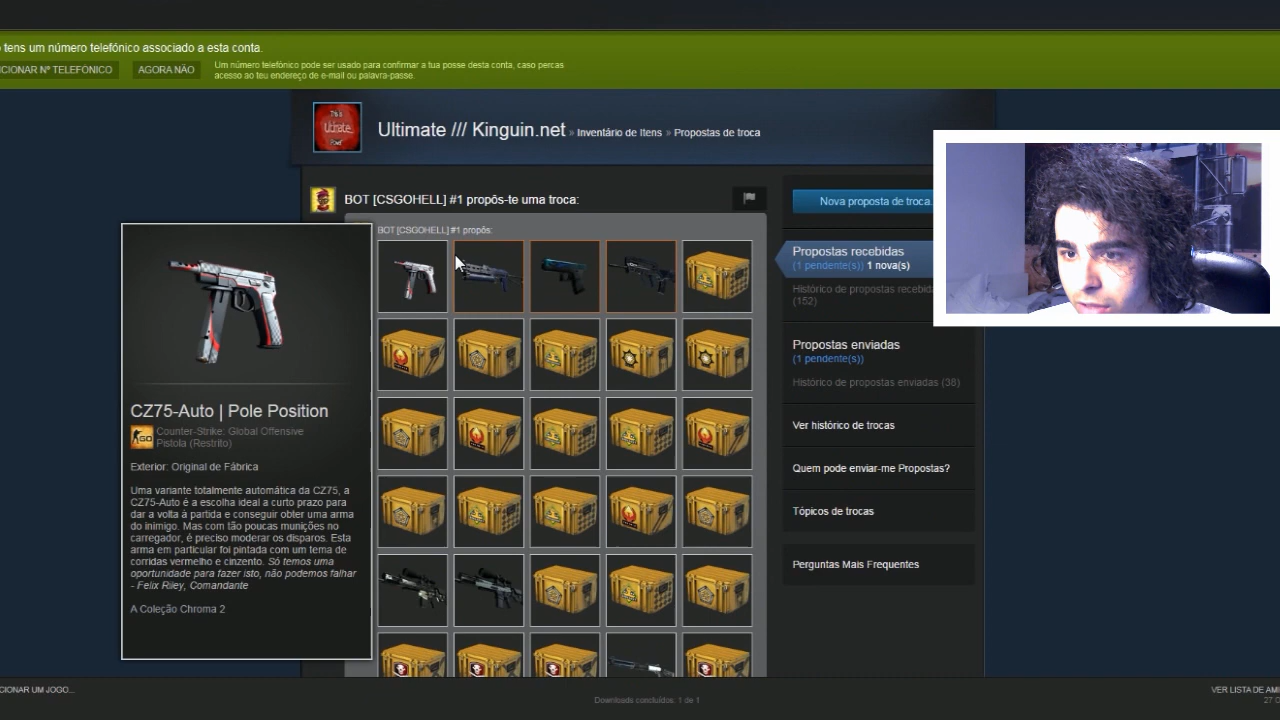 tens um número telefónico associado a esta conta.
CIONAR Nº TELEFÓNICO
AGORA NÃO
Um número telefónico pode ser usado para confirmar a tua posse desta conta, caso percas
acesso ao teu endereço de e-mail ou palavra-passe.
Ultimate /// Kinguin.net » Inventário de Itens » Propostas de troca
BOT [CSGOHELL] #1 propôs-te uma troca:
Nova proposta de troca.
BOT [CSGOHELL] #1 propôs:
Propostas recebidas
(1 pendente(s)) 1 nova(s)
Histórico de propostas recebida
(152)
Propostas enviadas
(1 pendente(s))
Histórico de propostas enviadas (38)
Ver histórico de trocas
Quem pode enviar-me Propostas?
Tópicos de trocas
Perguntas Mais Frequentes
CZ75-Auto | Pole Position
Counter-Strike: Global Offensive
Pistola (Restrito)
Exterior: Original de Fábrica
Uma variante totalmente automática da CZ75, a
CZ75-Auto é a escolha ideal a curto prazo para
dar a volta à partida e conseguir obter uma arma
do inimigo. Mas com tão poucas munições no
carregador, é preciso moderar os disparos. Esta
arma em particular foi pintada com um tema de
corridas vermelho e cinzento. Só temos uma
oportunidade para fazer isto, não podemos falhar
- Felix Riley, Comandante
A Coleção Chroma 2
CIONAR UM JOGO...
Downloads concluídos: 1 de 1
VER LISTA DE AMI
27